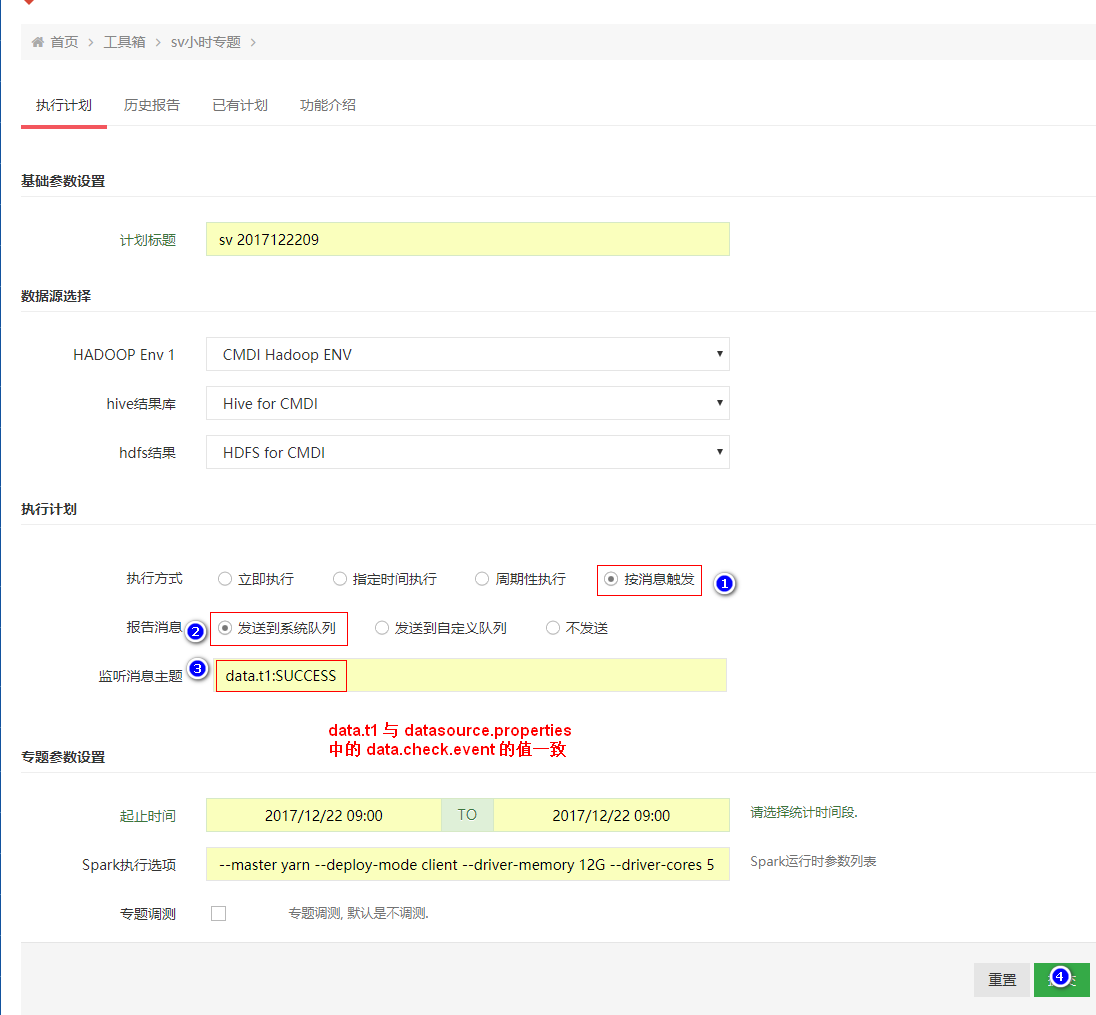 首页 > 工具箱 > sv小时专题 >
执行计划 历史报告 已有计划 功能介绍
基础参数设置
计划标题 sv 2017122209
数据源选择
HADOOP Env 1 CMDI Hadoop ENV
hive结果库 Hive for CMDI
hdfs结果 HDFS for CMDI
执行计划
执行方式 立即执行 指定时间执行 周期性执行 按消息触发 1
报告消息 2 发送到系统队列 发送到自定义队列 不发送
监听消息主题 3 data.t1:SUCCESS
data.t1 与 datasource.properties
中的 data.check.event 的值一致
专题参数设置
起止时间 2017/12/22 09:00 TO 2017/12/22 09:00 请选择统计时间段.
Spark执行选项 --master yarn --deploy-mode client --driver-memory 12G --driver-cores 5 Spark运行时参数列表
专题调测 专题调测, 默认是不调测.
重置 4